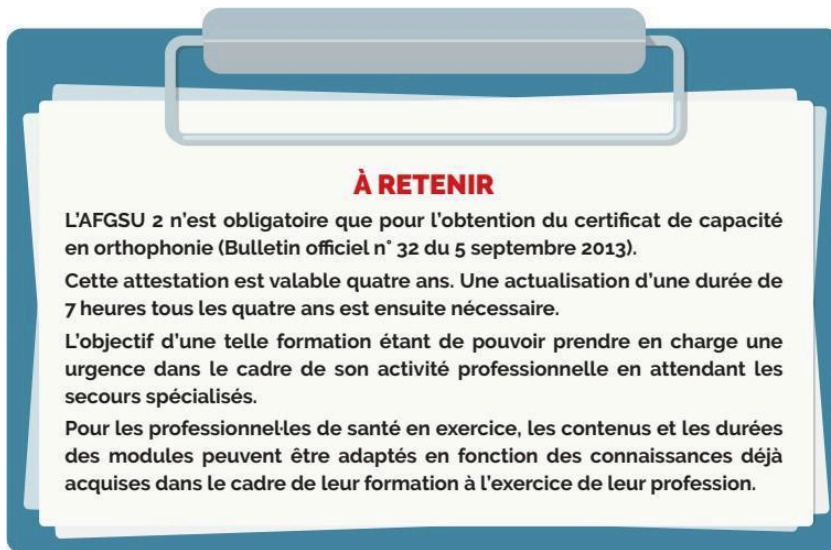 À RETENIR
L’AFGSU 2 n’est obligatoire que pour l’obtention du certificat de capacité
en orthophonie (Bulletin officiel n° 32 du 5 septembre 2013).
Cette attestation est valable quatre ans. Une actualisation d’une durée de
7 heures tous les quatre ans est ensuite nécessaire.
L’objectif d’une telle formation étant de pouvoir prendre en charge une
urgence dans le cadre de son activité professionnelle en attendant les
secours spécialisés.
Pour les professionnel·les de santé en exercice, les contenus et les durées
des modules peuvent être adaptés en fonction des connaissances déjà
acquises dans le cadre de leur formation à l’exercice de leur profession.